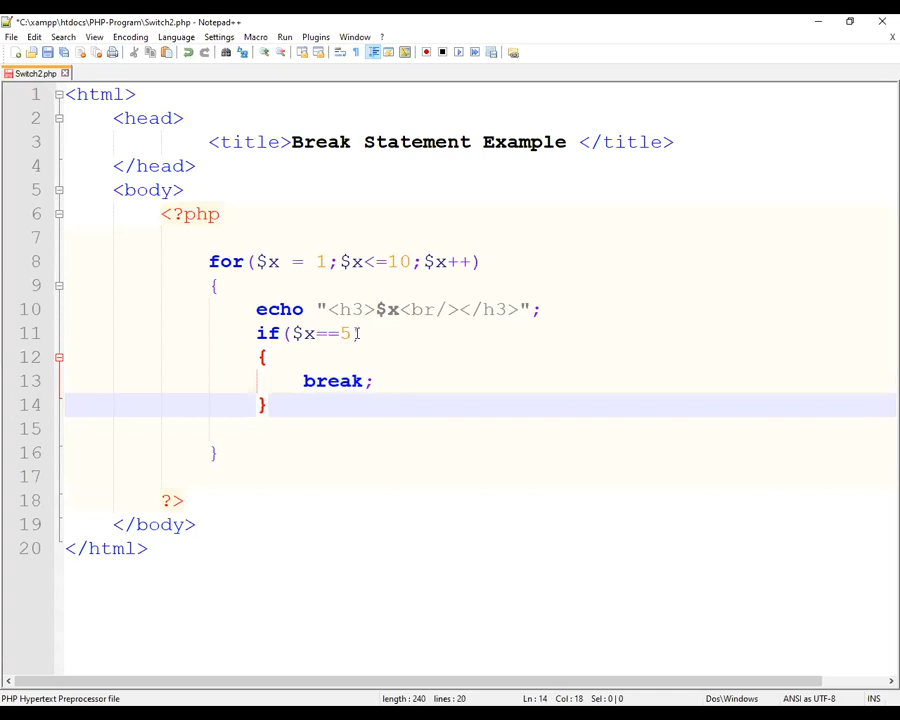 *C:\xampp\htdocs\PHP-Program\Switch2.php - Notepad++
File Edit Search View Encoding Language Settings Macro Run Plugins Window ? X
Switch2.php
1 <html>
2 <head>
3 <title>Break Statement Example </title>
4 </head>
5 <body>
6 <?php
7
8 for($x = 1;$x<=10;$x++)
9 {
10 echo "<h3>$x<br/></h3>";
11 if($x==5)
12 {
13 break;
14 }
15
16 }
17
18 ?>
19 </body>
20 </html>
PHP Hypertext Preprocessor file length : 240 lines : 20 Ln : 14 Col : 18 Sel : 0 | 0 Dos\Windows ANSI as UTF-8 INS